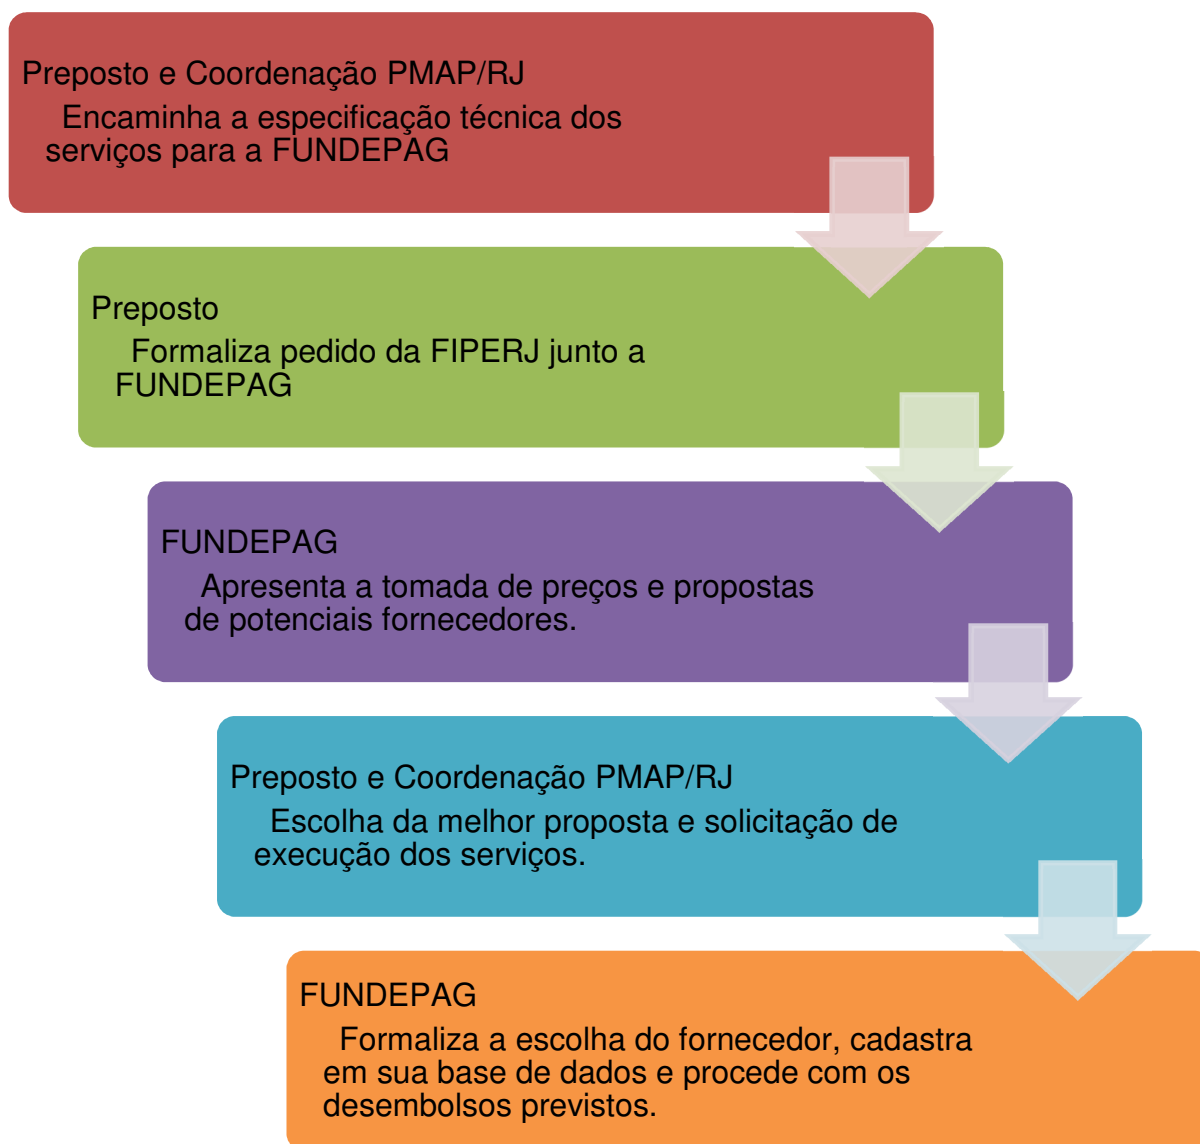 Preposto e Coordenação PMAP/RJ
Encaminha a especificação técnica dos
serviços para a FUNDEPAG
Preposto
Formaliza pedido da FIPERJ junto a
FUNDEPAG
FUNDEPAG
Apresenta a tomada de preços e propostas
de potenciais fornecedores.
Preposto e Coordenação PMAP/RJ
Escolha da melhor proposta e solicitação de
execução dos serviços.
FUNDEPAG
Formaliza a escolha do fornecedor, cadastra
em sua base de dados e procede com os
desembolsos previstos.